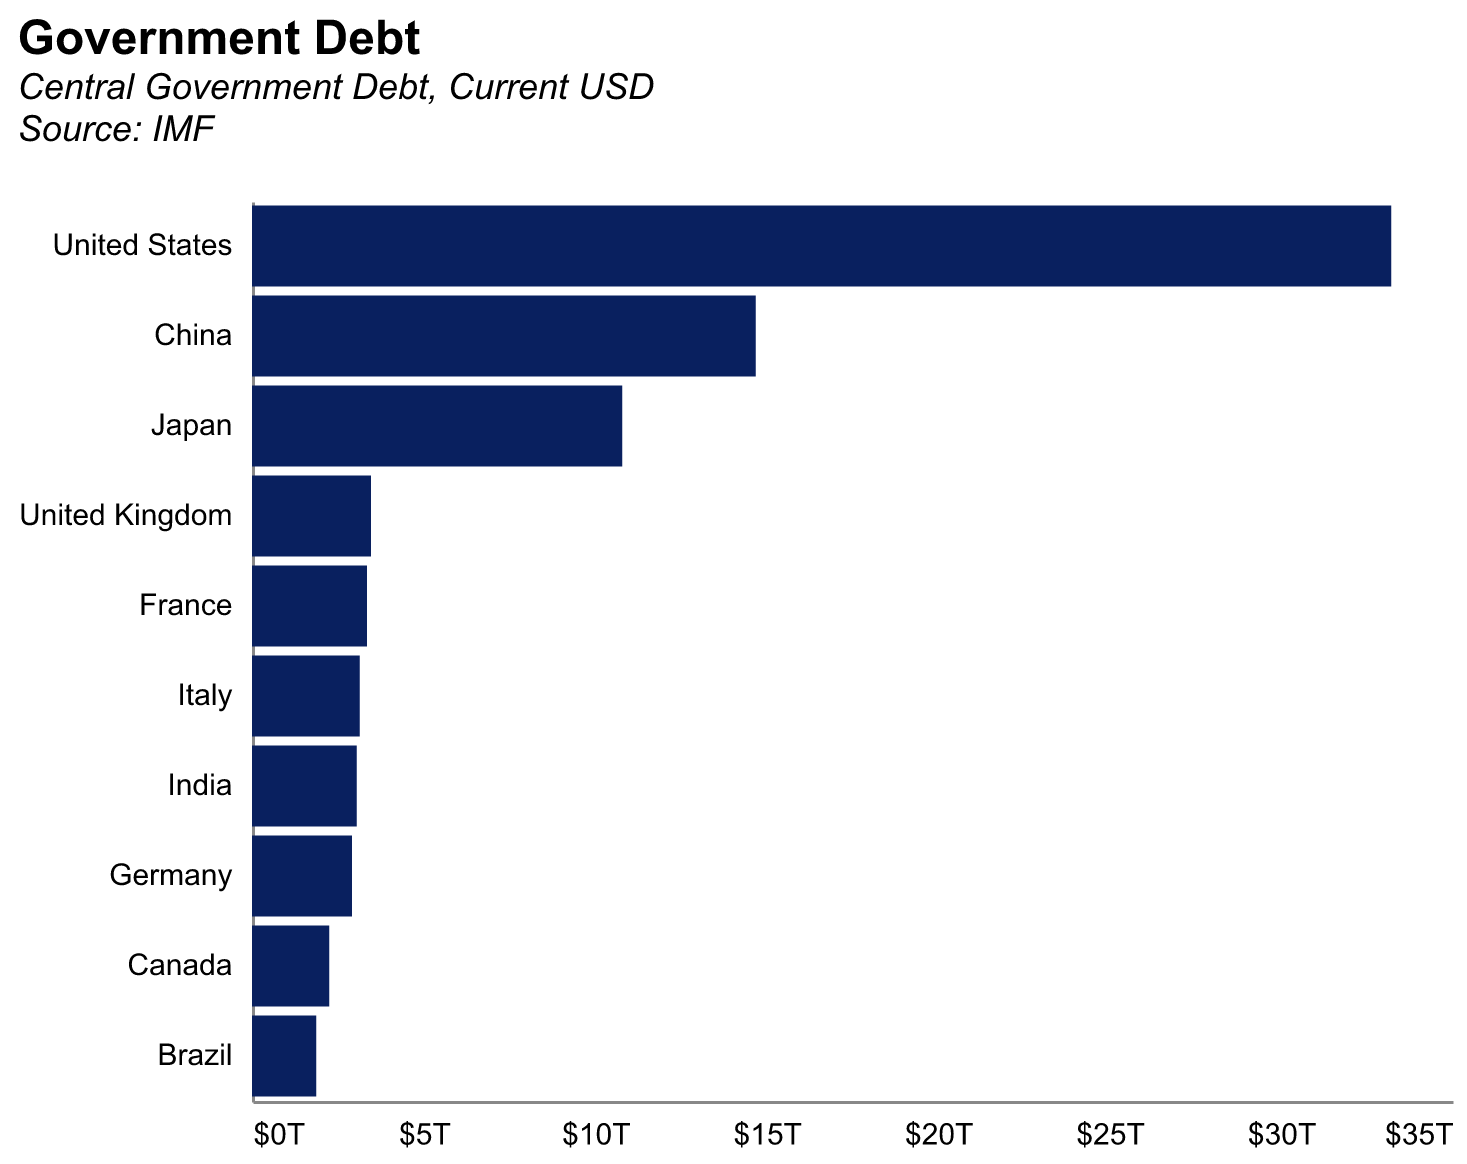 Government Debt
Central Government Debt, Current USD
Source: IMF
United States
China
Japan
United Kingdom
France
Italy
India
Germany
Canada
Brazil
$0T $5T $10T $15T $20T $25T $30T $35T